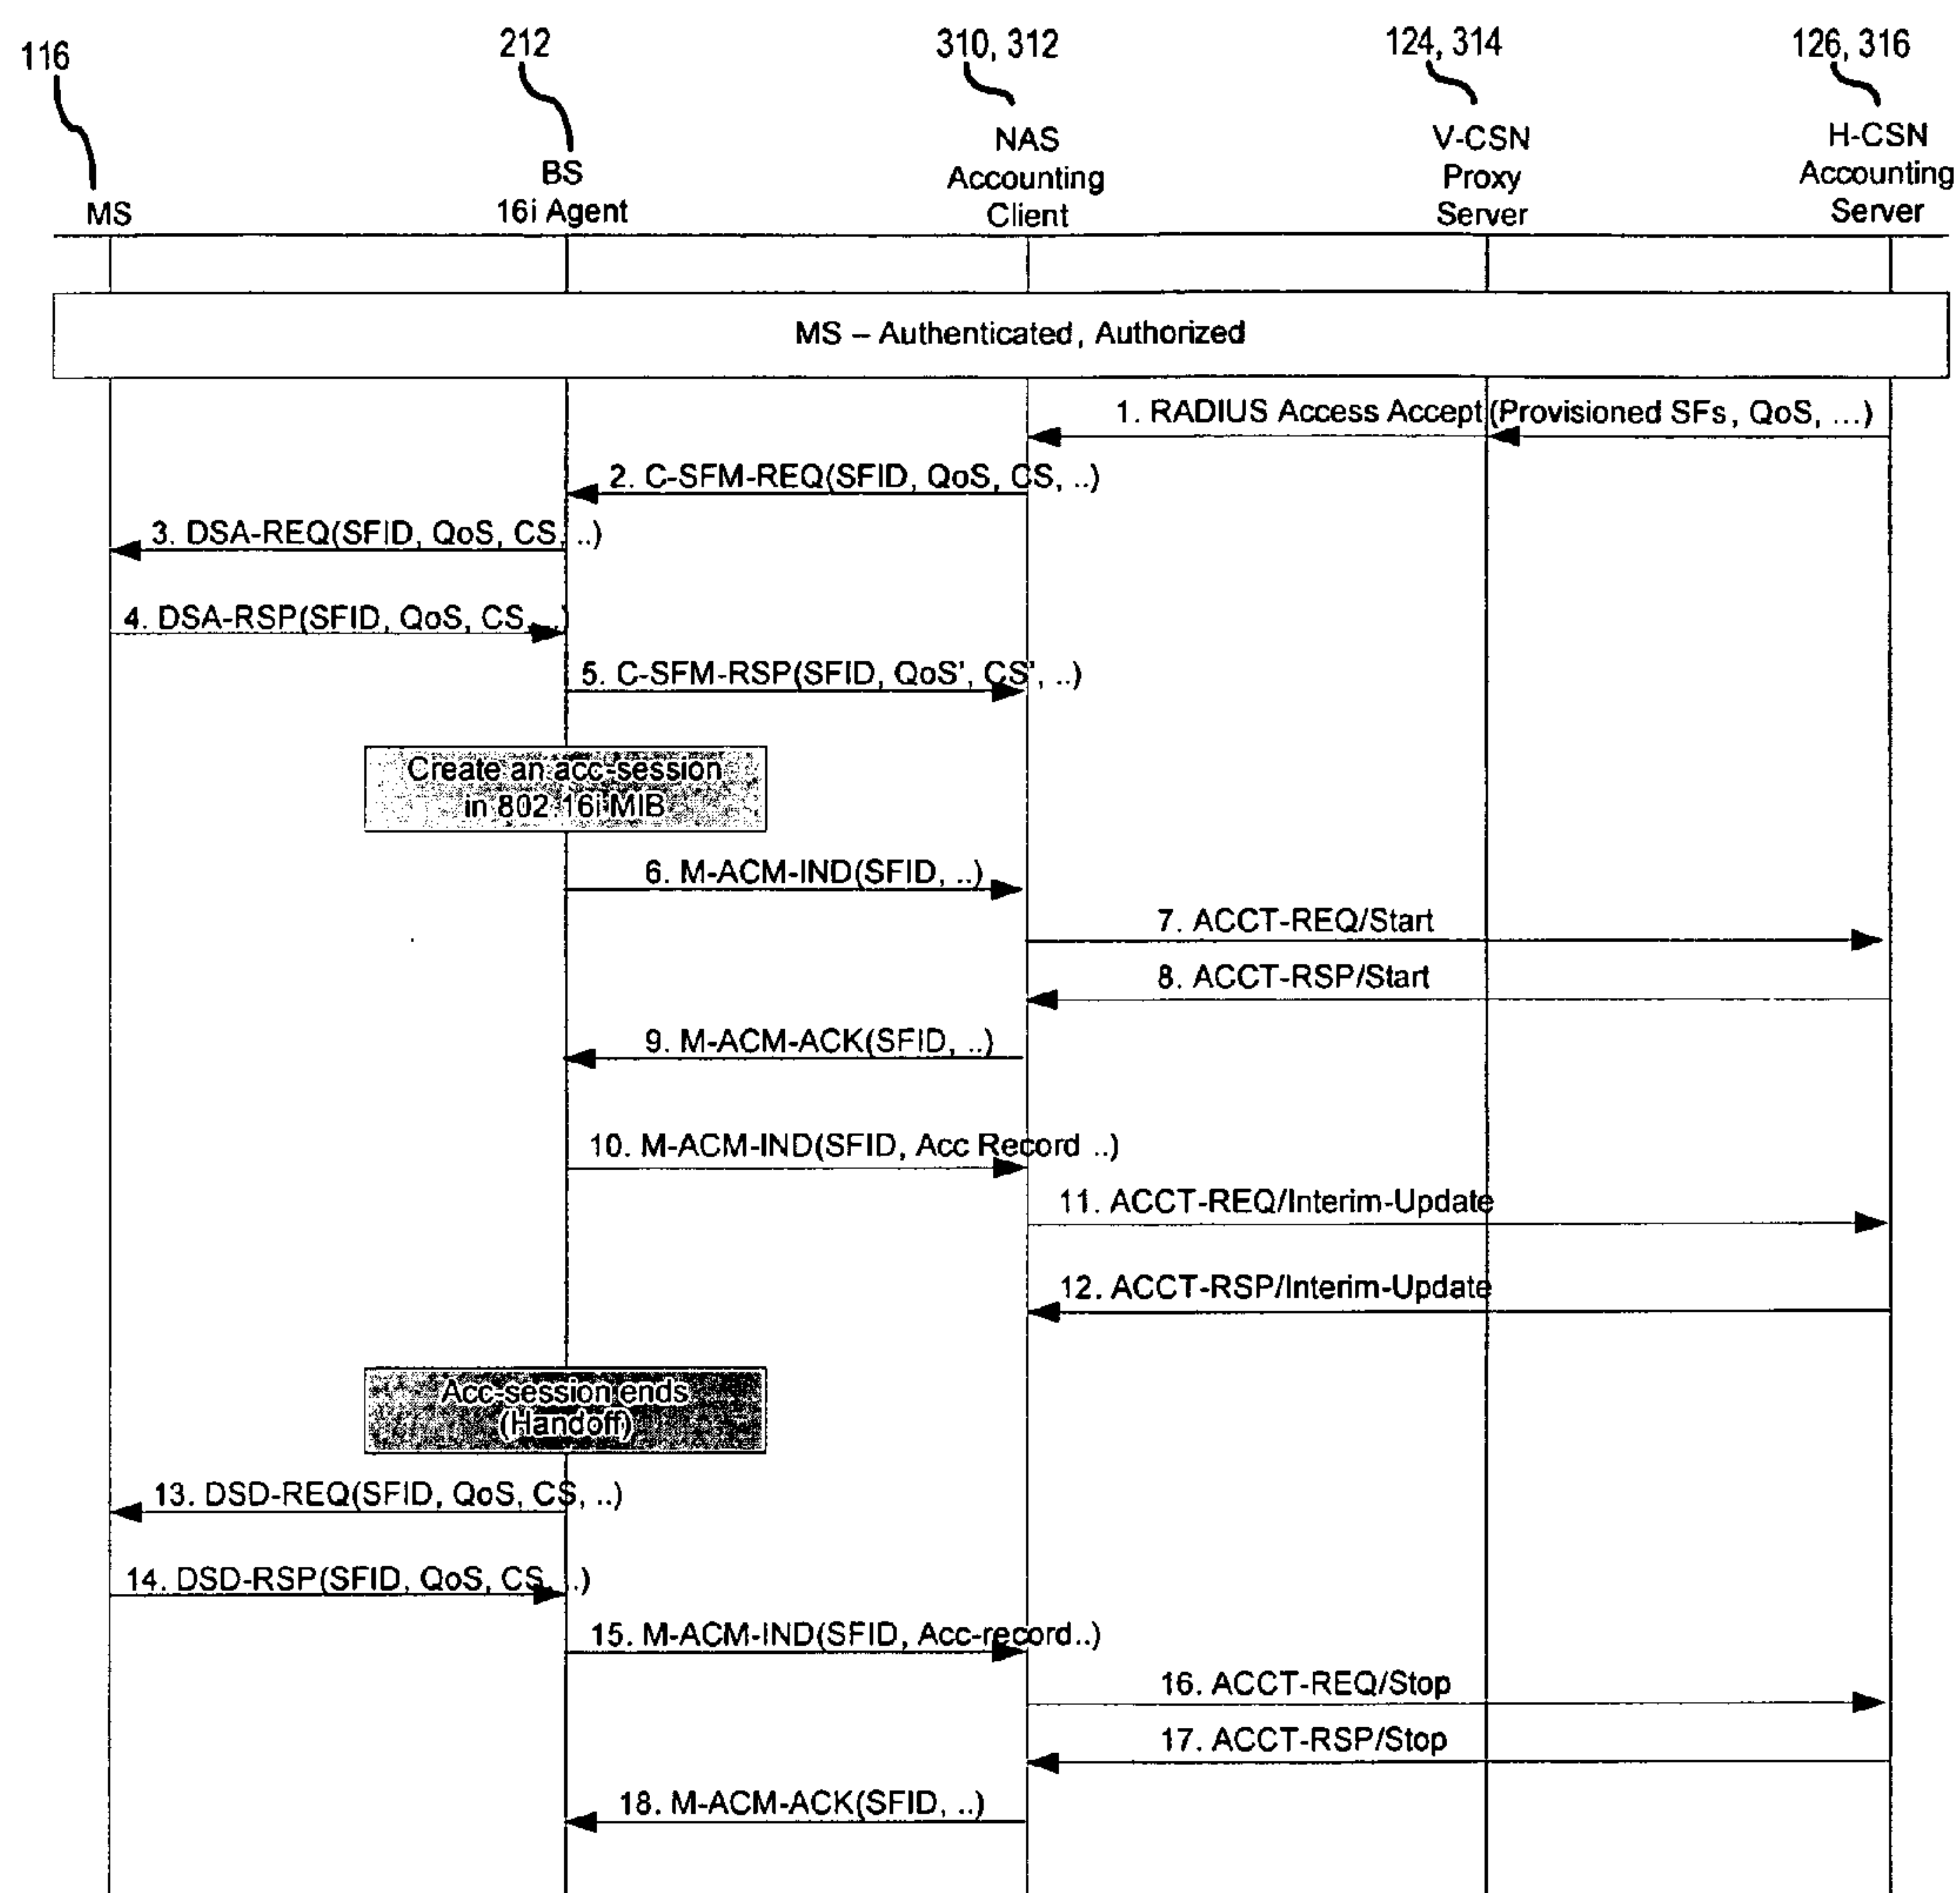 116
212
310, 312
124, 314
126, 316
MS
BS
16i Agent
NAS
Accounting
Client
V-CSN
Proxy
Server
H-CSN
Accounting
Server
MS – Authenticated, Authorized
1. RADIUS Access Accept (Provisioned SFs, QoS, ...)
2. C-SFM-REQ(SFID, QoS, CS, ..)
3. DSA-REQ(SFID, QoS, CS, ..)
4. DSA-RSP(SFID, QoS, CS, ..)
5. C-SFM-RSP(SFID, QoS', CS', ..)
Create an acc-session
in 802.16i MIB
6. M-ACM-IND(SFID, ..)
7. ACCT-REQ/Start
8. ACCT-RSP/Start
9. M-ACM-ACK(SFID, ..)
10. M-ACM-IND(SFID, Acc Record ..)
11. ACCT-REQ/Interim-Update
12. ACCT-RSP/Interim-Update
Acc-session ends
(Handoff)
13. DSD-REQ(SFID, QoS, CS, ..)
14. DSD-RSP(SFID, QoS, CS, ..)
15. M-ACM-IND(SFID, Acc-record..)
16. ACCT-REQ/Stop
17. ACCT-RSP/Stop
18. M-ACM-ACK(SFID, ..)